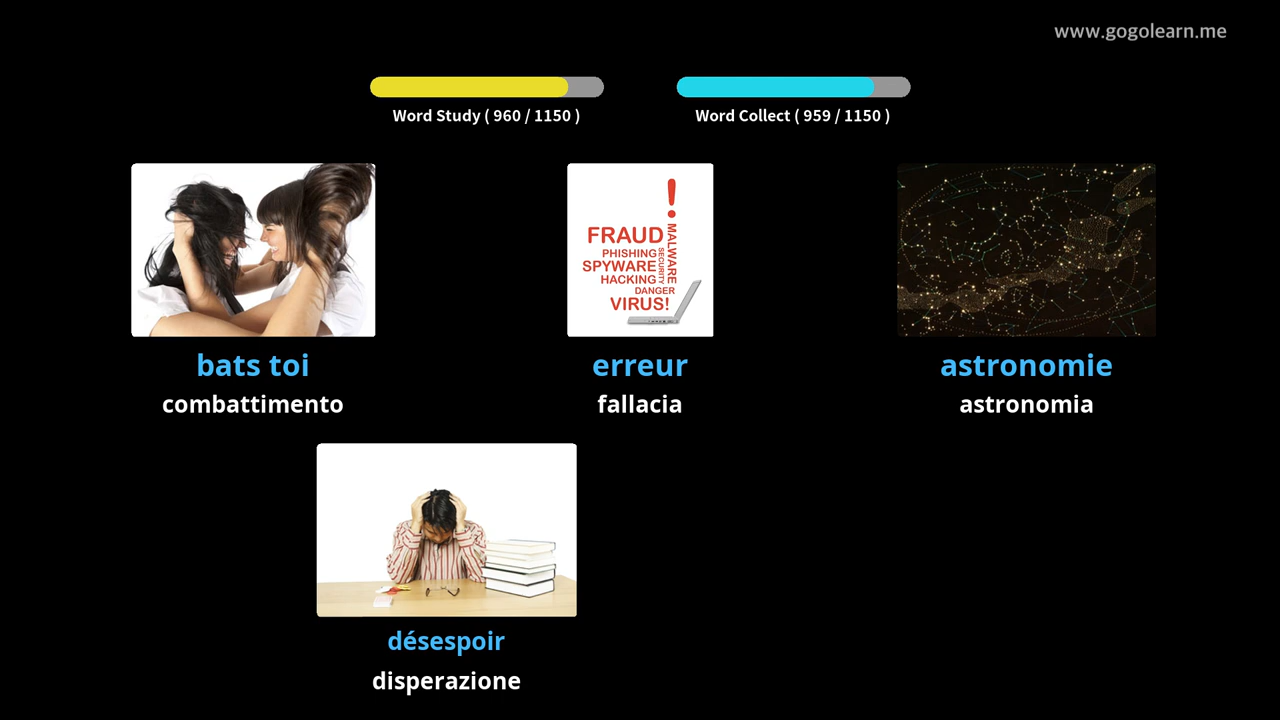 www.gogolearn.me
Word Study ( 960 / 1150 )
Word Collect ( 959 / 1150 )
FRAUD
PHISHING
SPYWARE
HACKING
DANGER
VIRUS!
SECURITY
MALWARE
!
bats toi
combattimento
erreur
fallacia
astronomie
astronomia
désespoir
disperazione